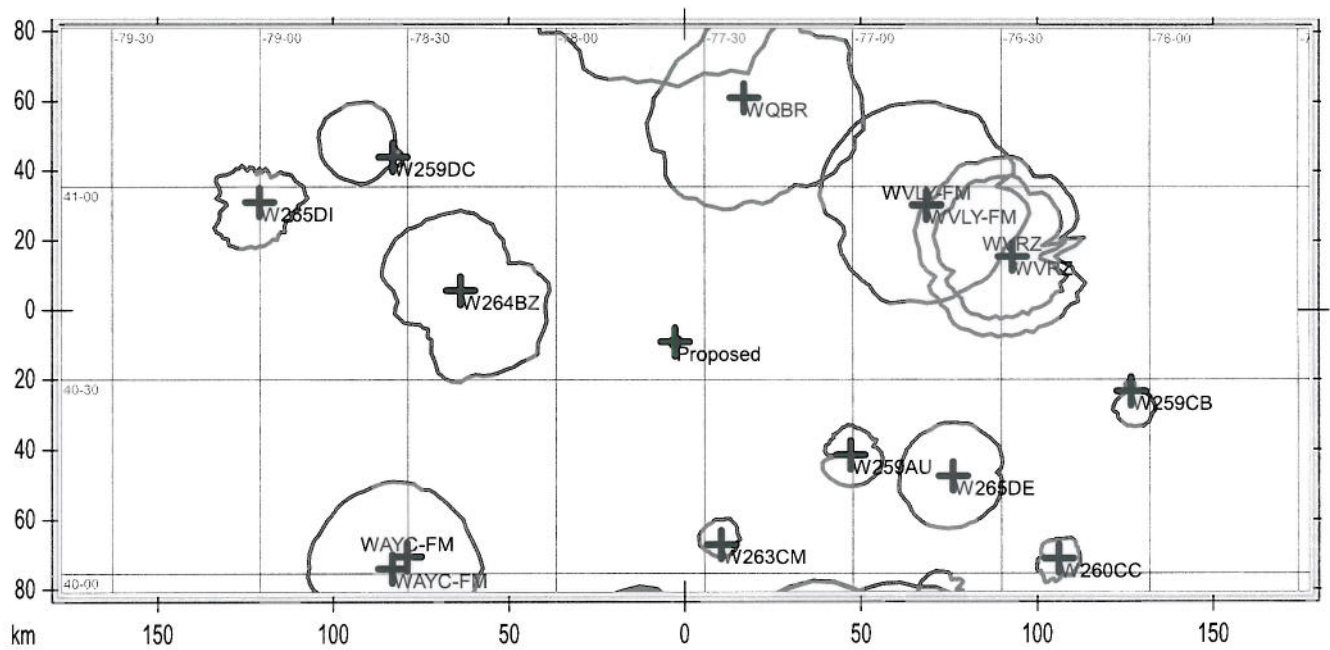 80
60
40
20
0
20
40
60
80
km
-79-30
-79-00
-78-30
-78-00
-77-30
-77-00
-76-30
-76-00
WQBR
W259DC
41-00
W265DI
WVLY-FM
WVLY-FM
WVRZ
WVRZ
W264BZ
Proposed
40-30
W259CB
W259AU
W265DE
WAYC-FM
W263CM
W260CC
WAYC-FM
40-00
150
100
50
0
50
100
150